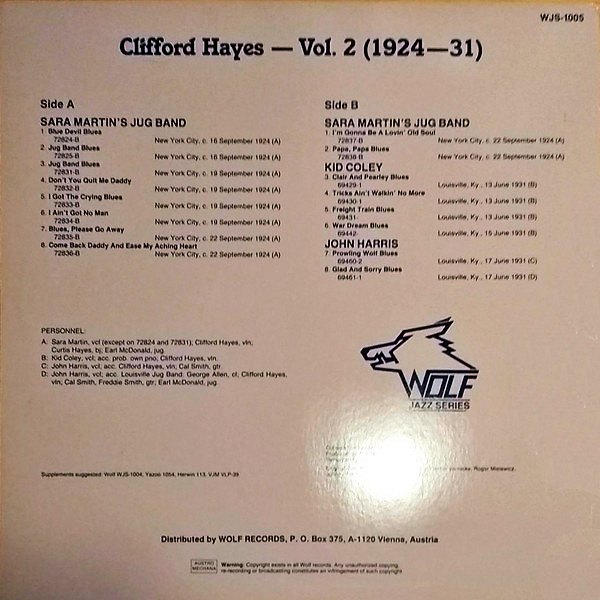 WJS-1005
Clifford Hayes — Vol. 2 (1924—31)
Side A
SARA MARTIN'S JUG BAND
1. Blue Devil Blues
72824-B New York City, c. 16 September 1924 (A)
2. Jug Band Blues
72825-B New York City, c. 16 September 1924 (A)
3. Jug Band Blues
72831-B New York City, c. 19 September 1924 (A)
4. Don't You Quit Me Daddy
72832-B New York City, c. 19 September 1924 (A)
5. I Got The Crying Blues
72833-B New York City, c. 19 September 1924 (A)
6. I Ain't Got No Man
72834-B New York City, c. 19 September 1924 (A)
7. Blues, Please Go Away
72835-B New York City, c. 22 September 1924 (A)
8. Come Back Daddy And Ease My Aching Heart
72836-B New York City, c. 22 September 1924 (A)
Side B
SARA MARTIN'S JUG BAND
1. I'm Gonna Be A Lovin' Old Soul
72837-B New York City, c. 22 September 1924 (A)
2. Papa, Papa Blues
72838-B New York City, c. 22 September 1924 (A)
KID COLEY
3. Clair And Pearley Blues
69429-1 Louisville, Ky., 13 June 1931 (B)
4. Tricks Ain't Walkin' No More
69430-1 Louisville, Ky., 13 June 1931 (B)
5. Freight Train Blues
69431- Louisville, Ky., 13 June 1931 (B)
6. War Dream Blues
69442- Louisville, Ky., 15 June 1931 (B)
JOHN HARRIS
7. Prowling Wolf Blues
69460-2 Louisville, Ky., 17 June 1931 (C)
8. Glad And Sorry Blues
69461-1 Louisville, Ky., 17 June 1931 (D)
PERSONNEL:
A: Sara Martin, vcl (except on 72824 and 72831); Clifford Hayes, vln;
Curtis Hayes, bj; Earl McDonald, jug.
B: Kid Coley, vcl; acc. prob. own pno; Clifford Hayes, vln.
C: John Harris, vcl; acc. Clifford Hayes, vln; Cal Smith, gtr.
D: John Harris, vcl; acc. Louisville Jug Band: George Allen, cl; Clifford Hayes,
vln; Cal Smith, Freddie Smith, gtr; Earl McDonald, jug.
WOLF
JAZZ SERIES
Roger Misiewicz,
Supplements suggested: Wolf WJS-1004, Yazoo 1054, Herwin 113, VJM VLP-39
Distributed by WOLF RECORDS, P. O. Box 375, A-1120 Vienna, Austria
AUSTRO
MECHANA
Warning: Copyright exists in all Wolf records. Any unauthorized copying,
re-recording or broadcasting constitutes an infringement of such copyright.